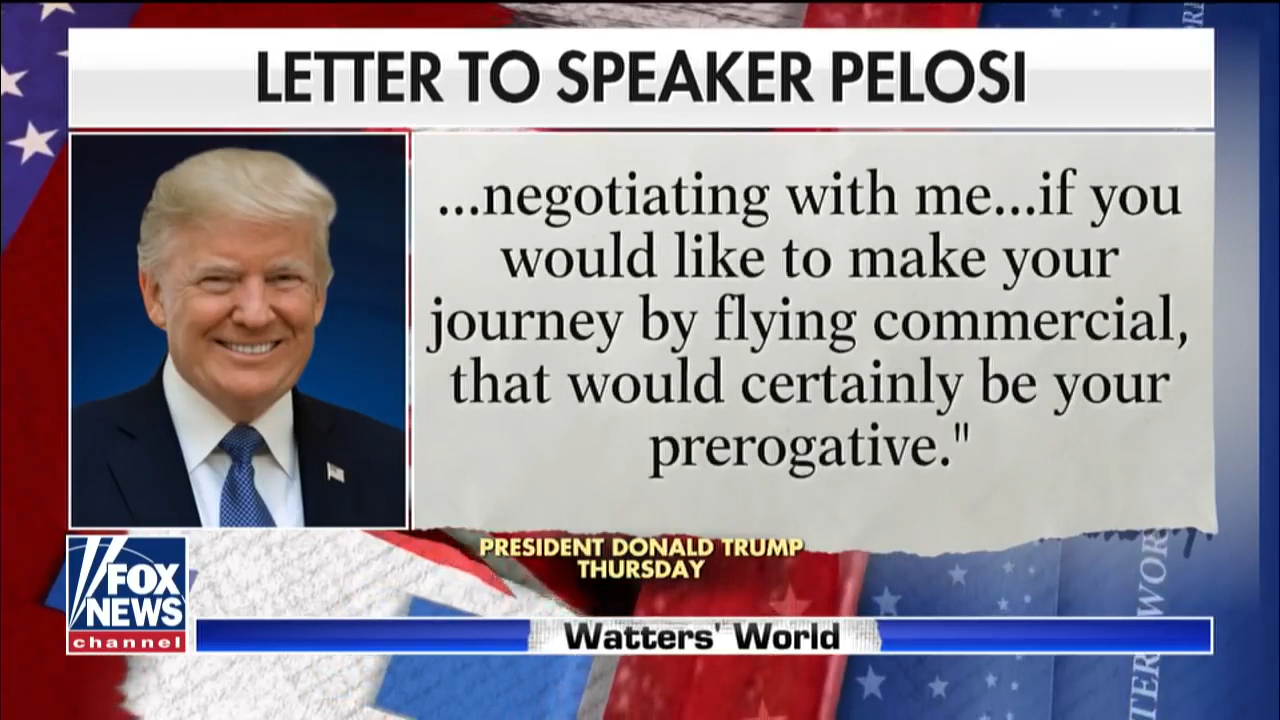 LETTER TO SPEAKER PELOSI
...negotiating with me...if you
would like to make your
journey by flying commercial,
that would certainly be your
prerogative."
PRESIDENT DONALD TRUMP
THURSDAY
FOX
NEWS
channel
Watters' World